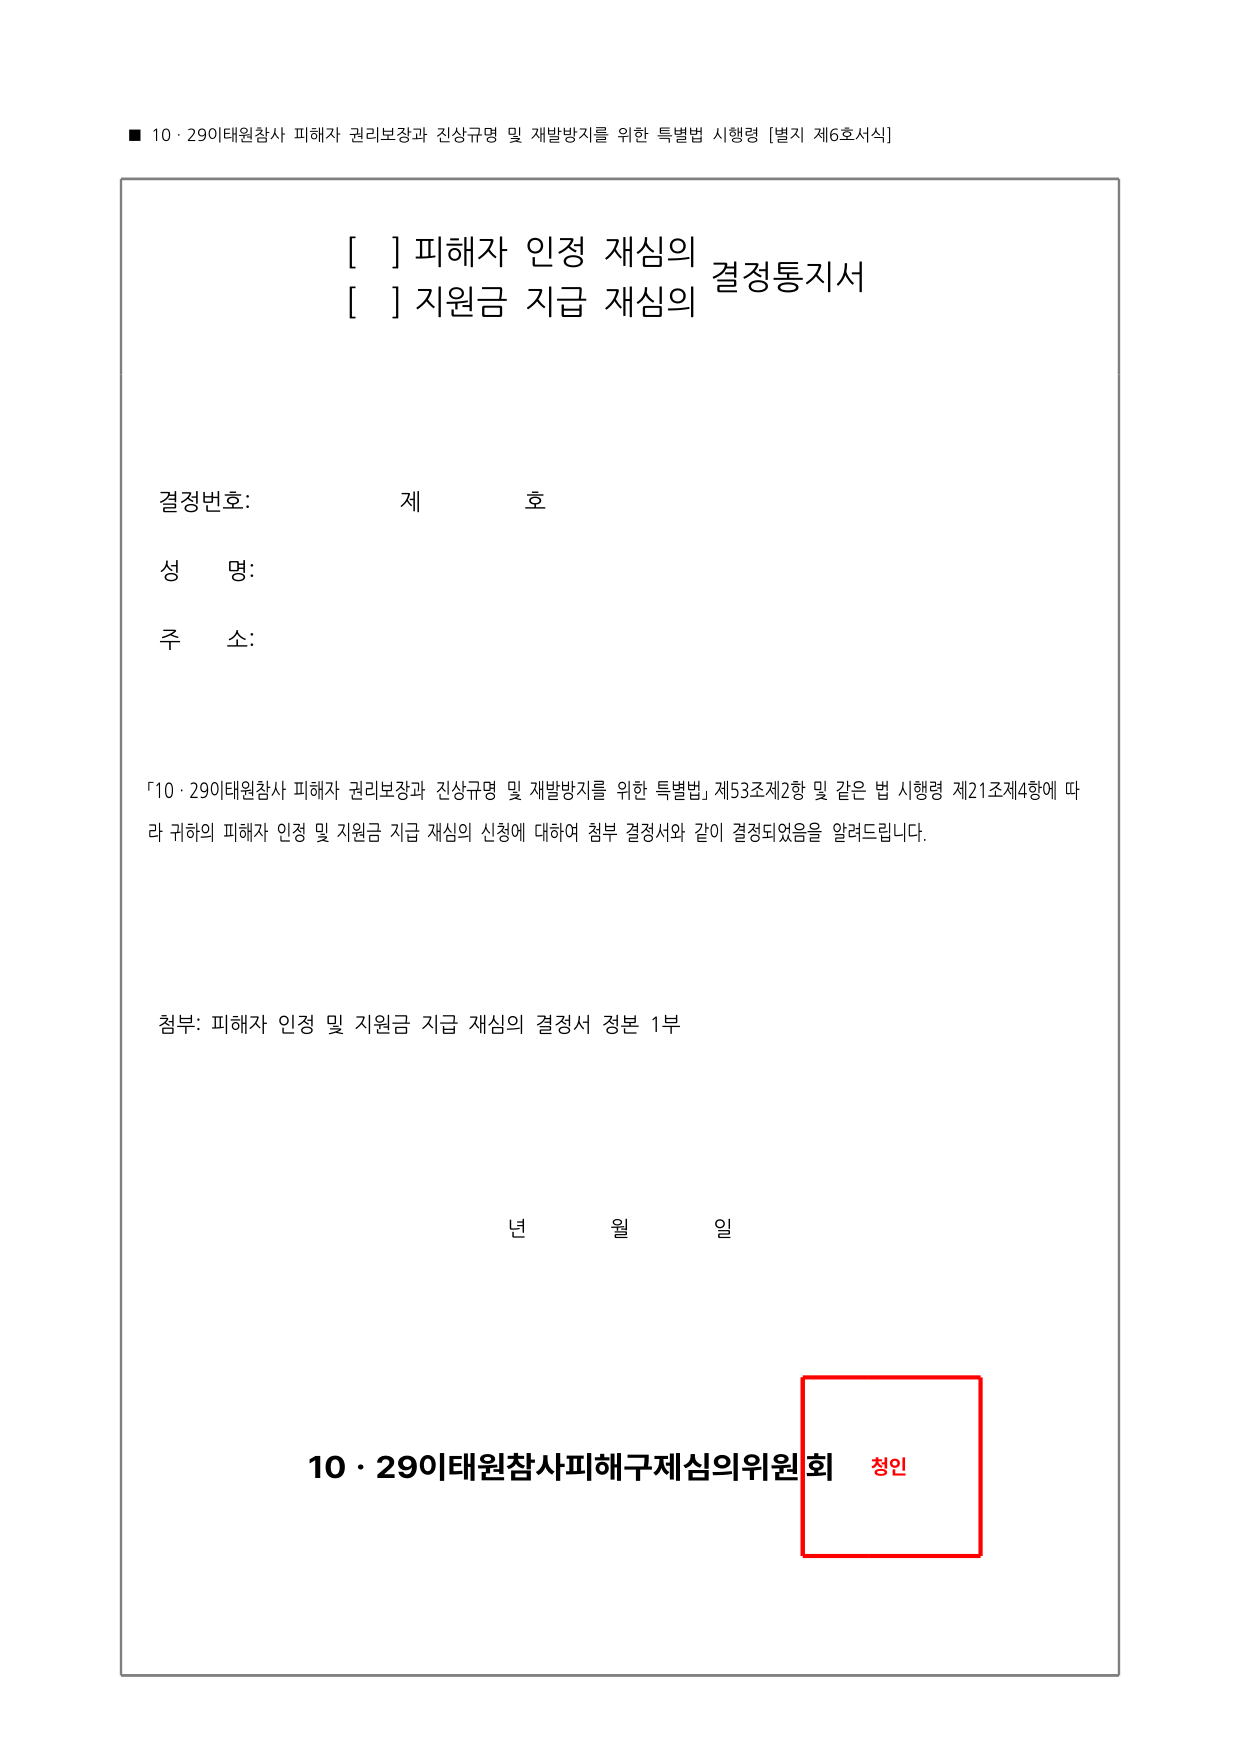 ■ 10ㆍ29이태원참사 피해자 권리보장과 진상규명 및 재발방지를 위한 특별법 시행령 [별지 제6호서식]
[  ] 피해자 인정 재심의
결정통지서
[  ] 지원금 지급 재심의
결정번호: 제 호
성 명:
주 소:
「10ㆍ29이태원참사 피해자 권리보장과 진상규명 및 재발방지를 위한 특별법」 제53조제2항 및 같은 법 시행령 제21조제4항에 따
라 귀하의 피해자 인정 및 지원금 지급 재심의 신청에 대하여 첨부 결정서와 같이 결정되었음을 알려드립니다.
첨부: 피해자 인정 및 지원금 지급 재심의 결정서 정본 1부
년 월 일
10ㆍ29이태원참사피해구제심의위원회 청인